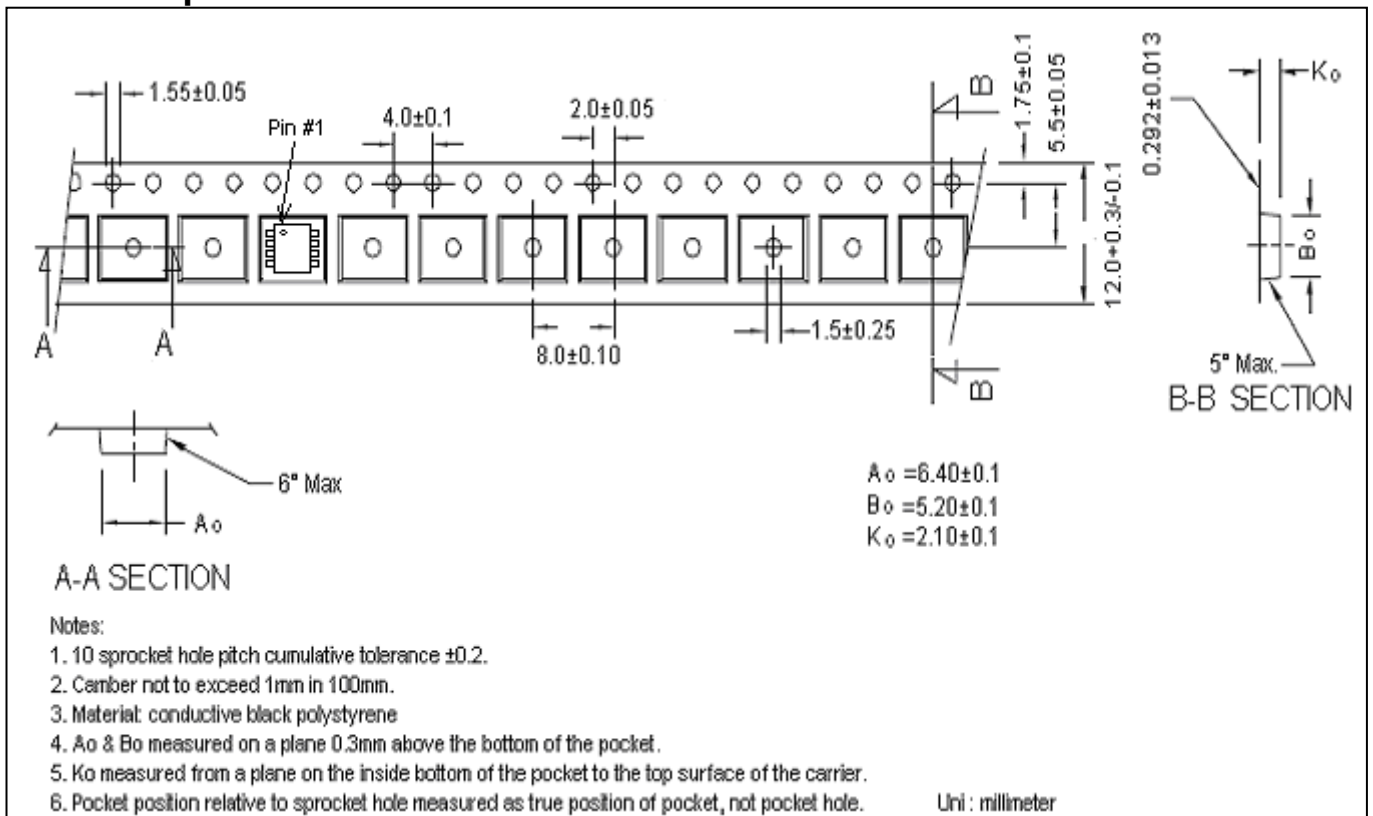 1.55±0.05
Pin #1
4.0±0.1
2.0±0.05
B
1.75±0.1
5.5±0.05
0.292±0.013
Ko
12.0+0.3/-0.1
Bo
A
A
8.0±0.10
1.5±0.25
B
5° Max.
B-B SECTION
6° Max
Ao
A-A SECTION
Ao =6.40±0.1
Bo =5.20±0.1
Ko =2.10±0.1
Notes:
1. 10 sprocket hole pitch cumulative tolerance ±0.2.
2. Camber not to exceed 1mm in 100mm.
3. Material: conductive black polystyrene
4. Ao & Bo measured on a plane 0.3mm above the bottom of the pocket.
5. Ko measured from a plane on the inside bottom of the pocket to the top surface of the carrier.
6. Pocket position relative to sprocket hole measured as true position of pocket, not pocket hole.
Uni : millimeter